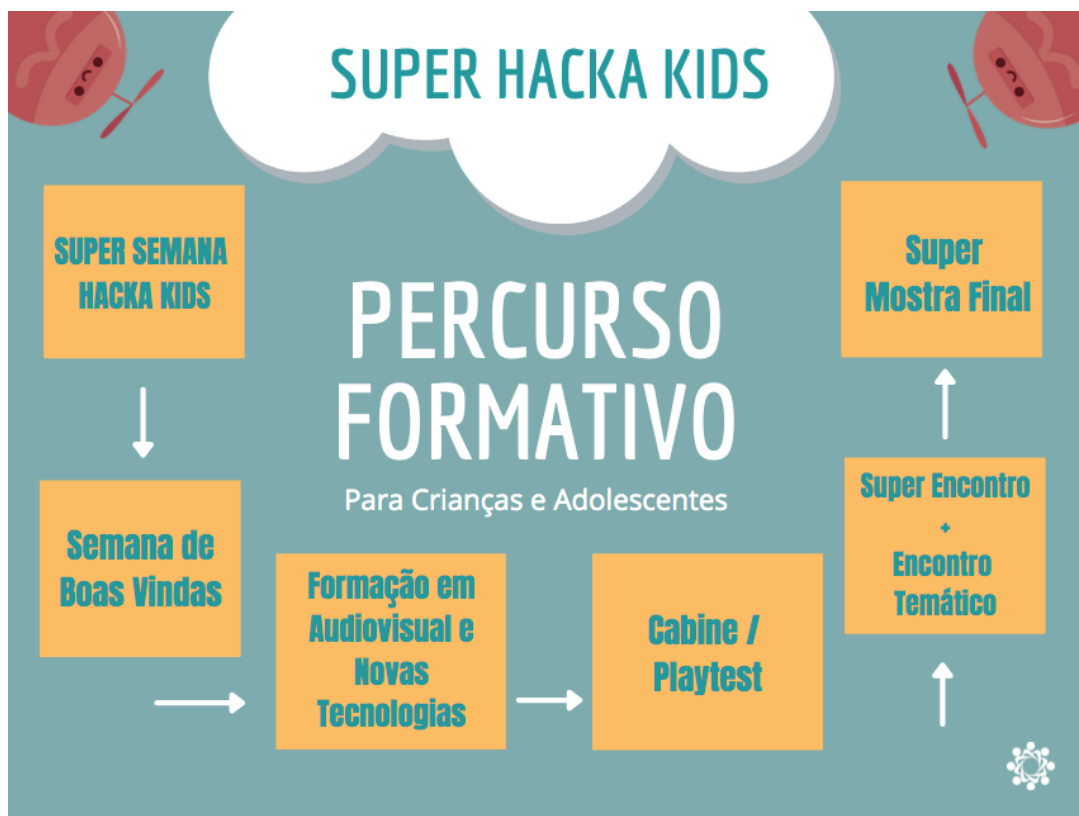 SUPER HACKA KIDS
PERCURSO
FORMATIVO
Para Crianças e Adolescentes
SUPER SEMANA
HACKA KIDS
Semana de
Boas Vindas
Formação em
Audiovisual e
Novas
Tecnologias
Cabine /
Playtest
Super Encontro
+
Encontro
Temático
Super
Mostra Final